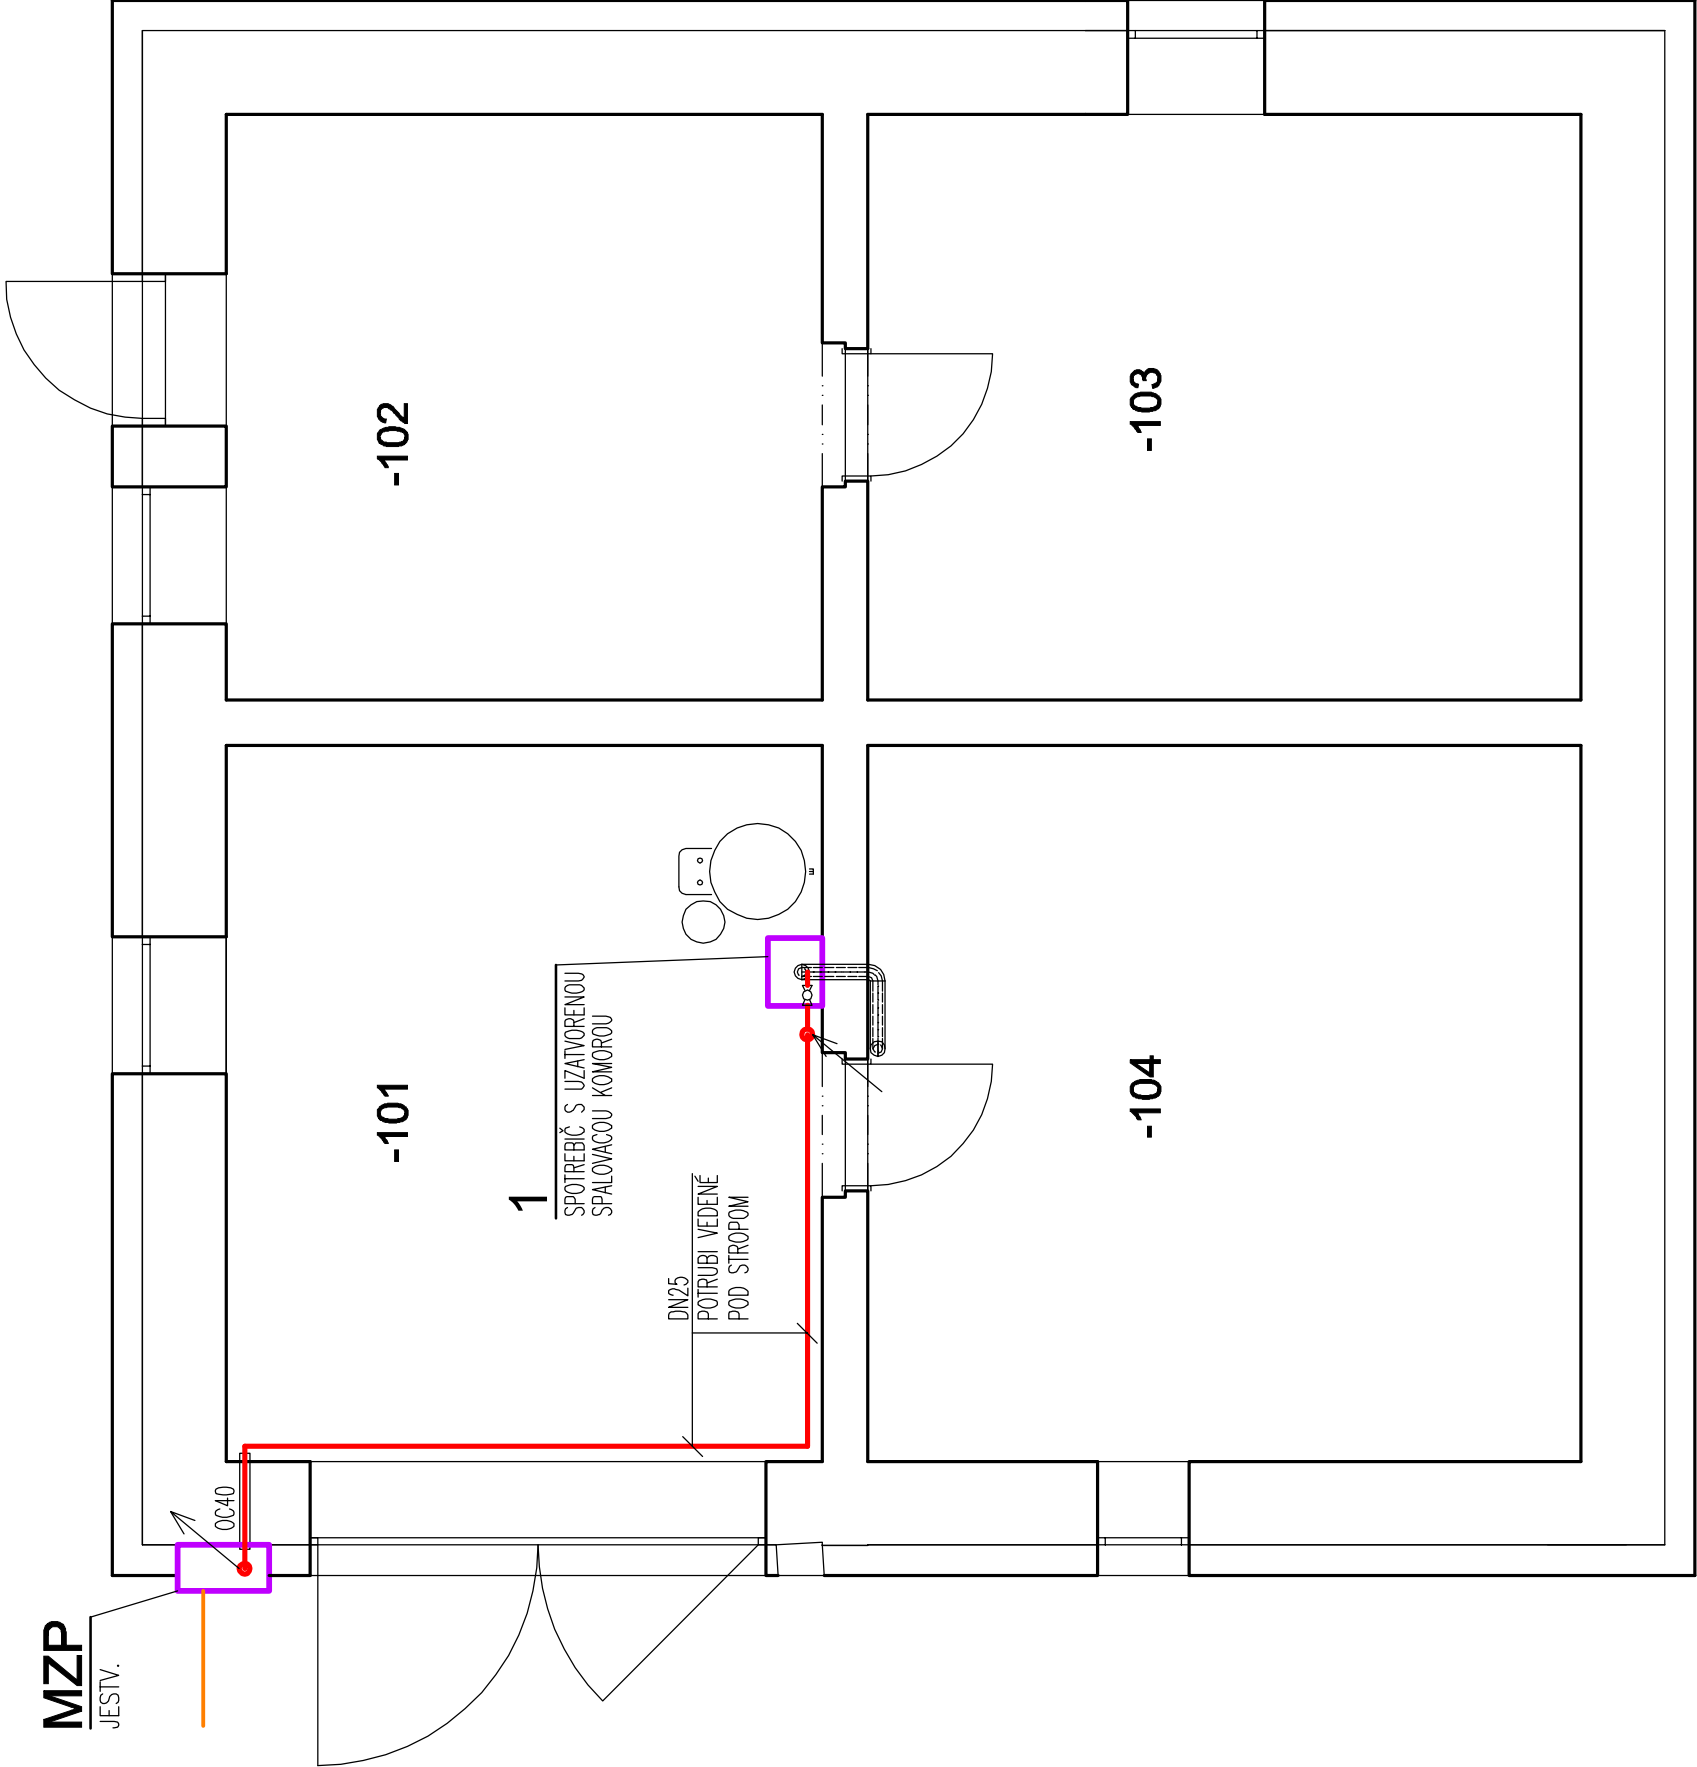 -102
-103
-101
1
SPOTREBIČ S UZATVORENOU
SPALOVACOU KOMOROU
DN25
POTRUBI VEDENÉ
POD STROPOM
-104
OC40
MZP
JESTV.
E